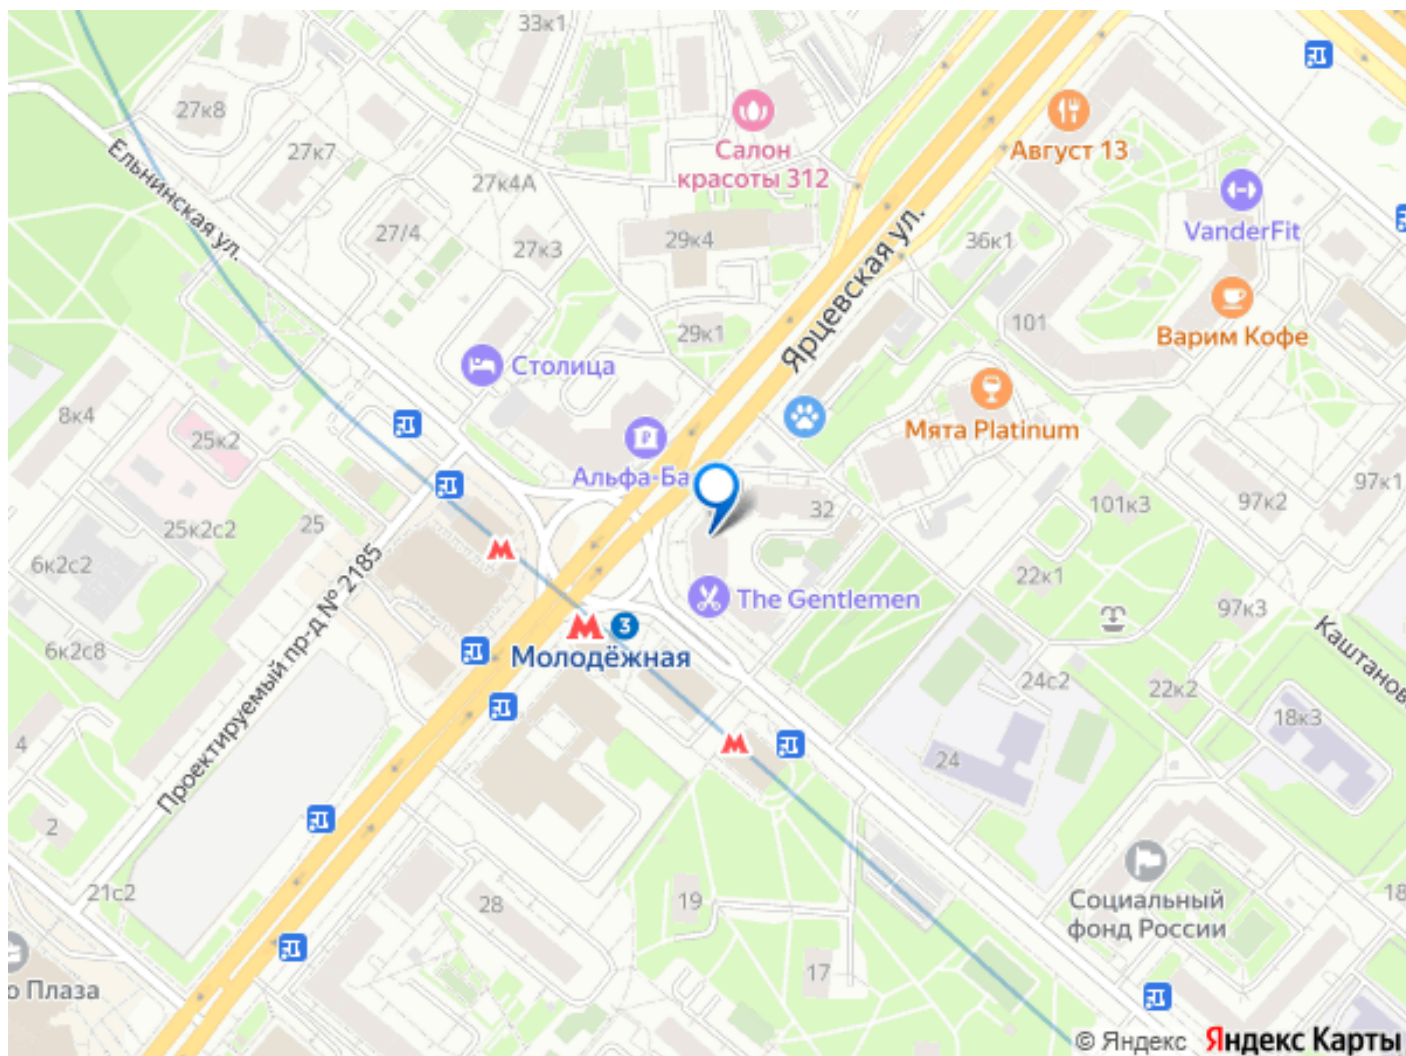 33к1
27к8
Салон
красоты 312
Август 13
Ельнинская ул.
27к7
27к4А
VanderFit
27/4
27к3
29к4
Ярцевская ул.
36к1
Варим Кофе
29к1
101
Столица
8к4
25к2
Мята Platinum
Альфа-Ба
32
101к3
97к2
97к1
25к2с2
25
6к2с2
Проектируемый пр-д № 2185
22к1
The Gentlemen
97к3
3
Молодёжная
Каштанов
6к2с8
24с2
22к2
18к3
4
24
2
21с2
28
19
Социальный
фонд России
18
17
о Плаза
© Яндекс Яндекс Карты